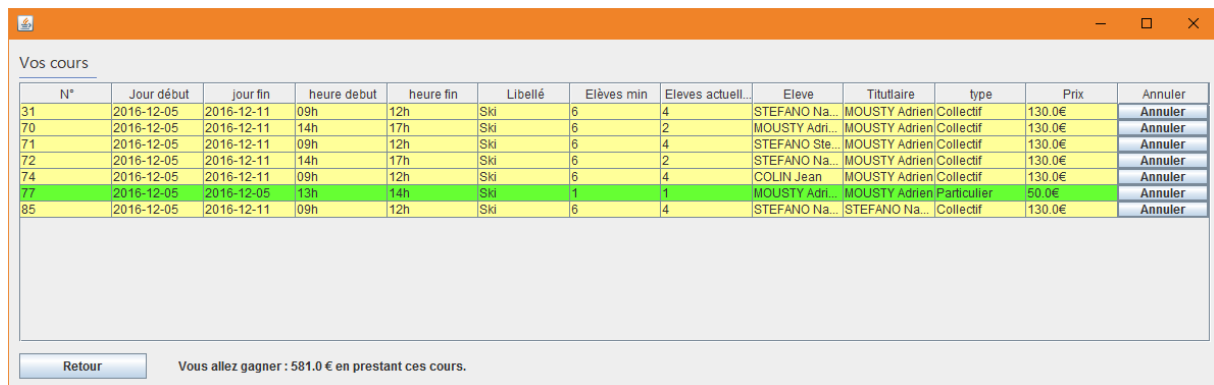 Vos cours
N° Jour début jour fin heure debut heure fin Libellé Elèves min Eleves actuell... Eleve Titutlaire type Prix Annuler
31 2016-12-05 2016-12-11 09h 12h Ski 6 4 STEFANO Na... MOUSTY Adrien Collectif 130.0€ Annuler
70 2016-12-05 2016-12-11 14h 17h Ski 6 2 MOUSTY Adri... MOUSTY Adrien Collectif 130.0€ Annuler
71 2016-12-05 2016-12-11 09h 12h Ski 6 4 STEFANO Ste... MOUSTY Adrien Collectif 130.0€ Annuler
72 2016-12-05 2016-12-11 14h 17h Ski 6 2 STEFANO Na... MOUSTY Adrien Collectif 130.0€ Annuler
74 2016-12-05 2016-12-11 09h 12h Ski 6 4 COLIN Jean MOUSTY Adrien Collectif 130.0€ Annuler
77 2016-12-05 2016-12-05 13h 14h Ski 1 1 MOUSTY Adri... MOUSTY Adrien Particulier 50.0€ Annuler
85 2016-12-05 2016-12-11 09h 12h Ski 6 4 STEFANO Na... STEFANO Na... Collectif 130.0€ Annuler
Retour Vous allez gagner : 581.0 € en prestant ces cours.